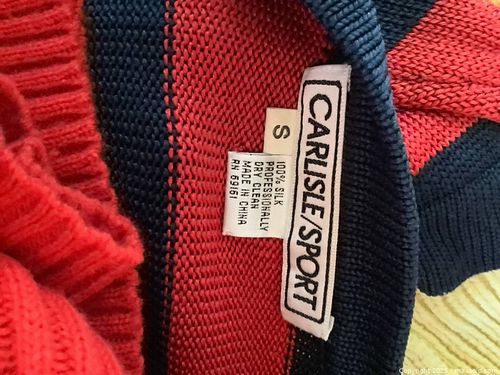 CARLISLE/SPORT
S
100% SILK
PROFESSIONALLY
DRY CLEAN
MADE IN CHINA
RN 69161